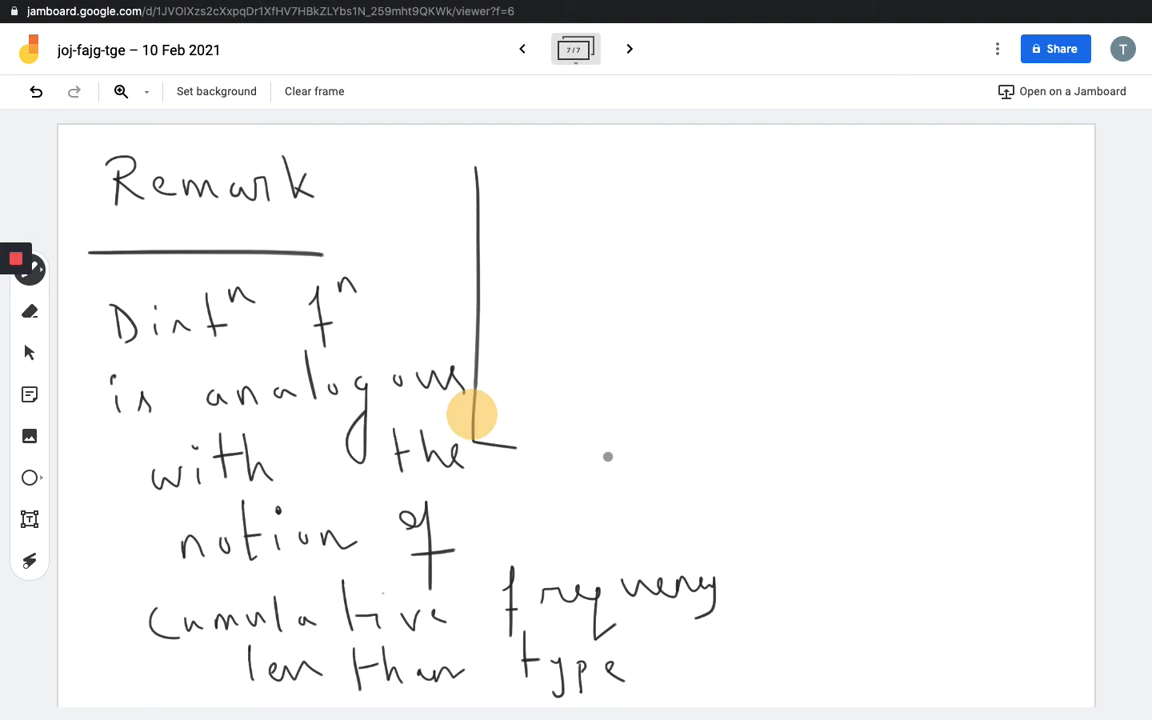 jamboard.google.com/d/1JVOIXzs2cXxpqDr1XfHV7HBkZLYbs1N_259mht9QKWk/viewer?f=6
joj-fajg-tge – 10 Feb 2021
7/7
Share
T
Set background
Clear frame
Open on a Jamboard
Remark
Distⁿ fⁿ
is analogous
with the
notion of
cumulative frequency
less than type